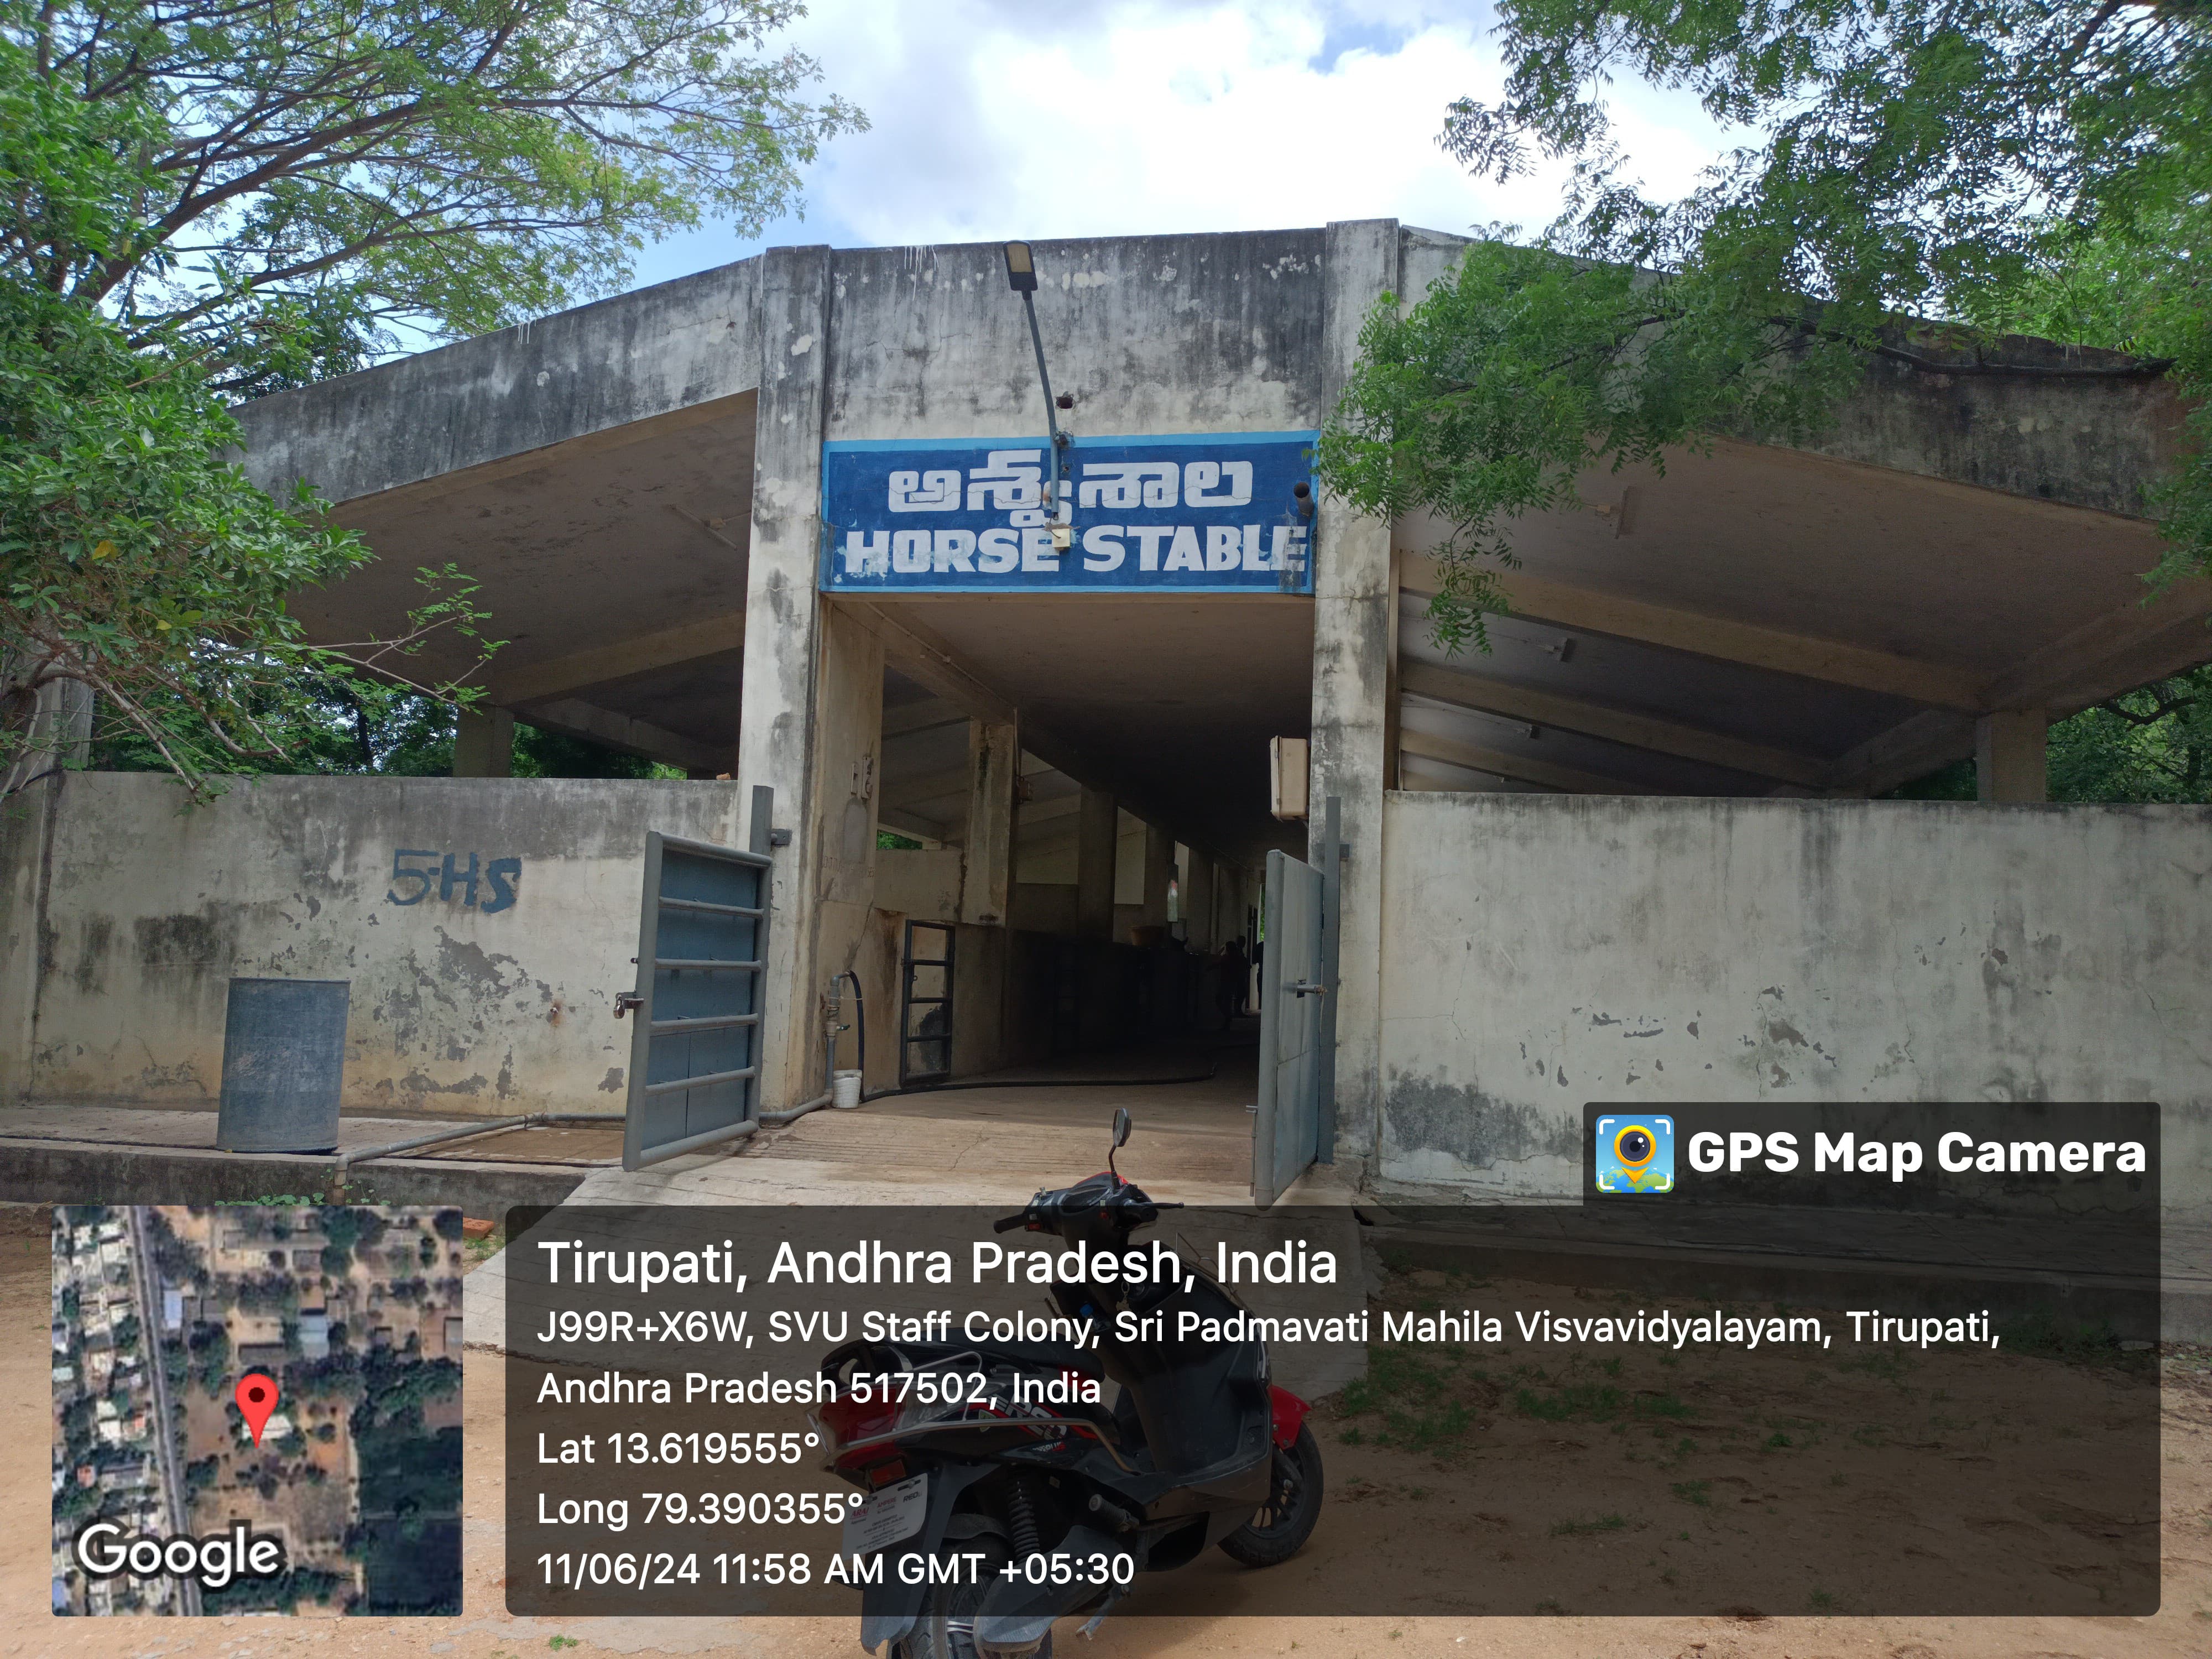 అశ్వశాల
HORSE STABLE
5-HS
GPS Map Camera
Tirupati, Andhra Pradesh, India
J99R+X6W, SVU Staff Colony, Sri Padmavati Mahila Visvavidyalayam, Tirupati,
Andhra Pradesh 517502, India
Lat 13.619555°
Long 79.390355°
11/06/24 11:58 AM GMT +05:30
Google